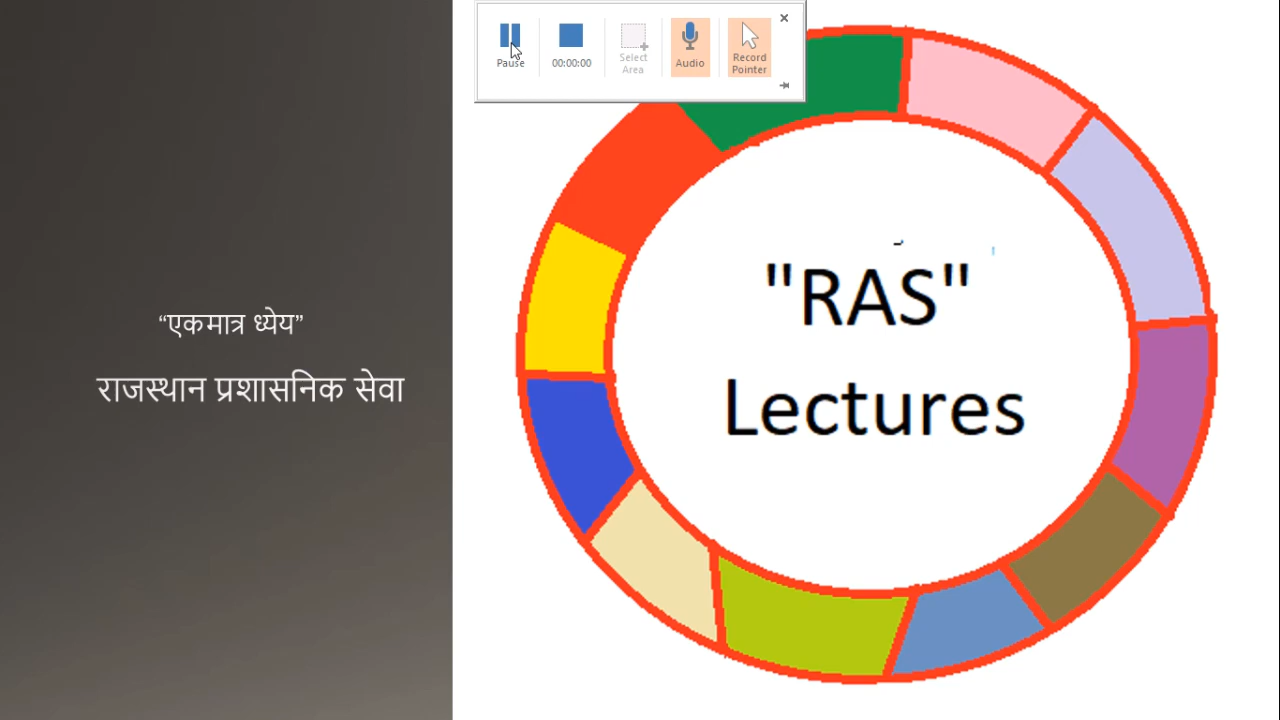 Pause
00:00:00
Select
Area
Audio
Record
Pointer
“एकमात्र ध्येय”
राजस्थान प्रशासनिक सेवा
"RAS"
Lectures